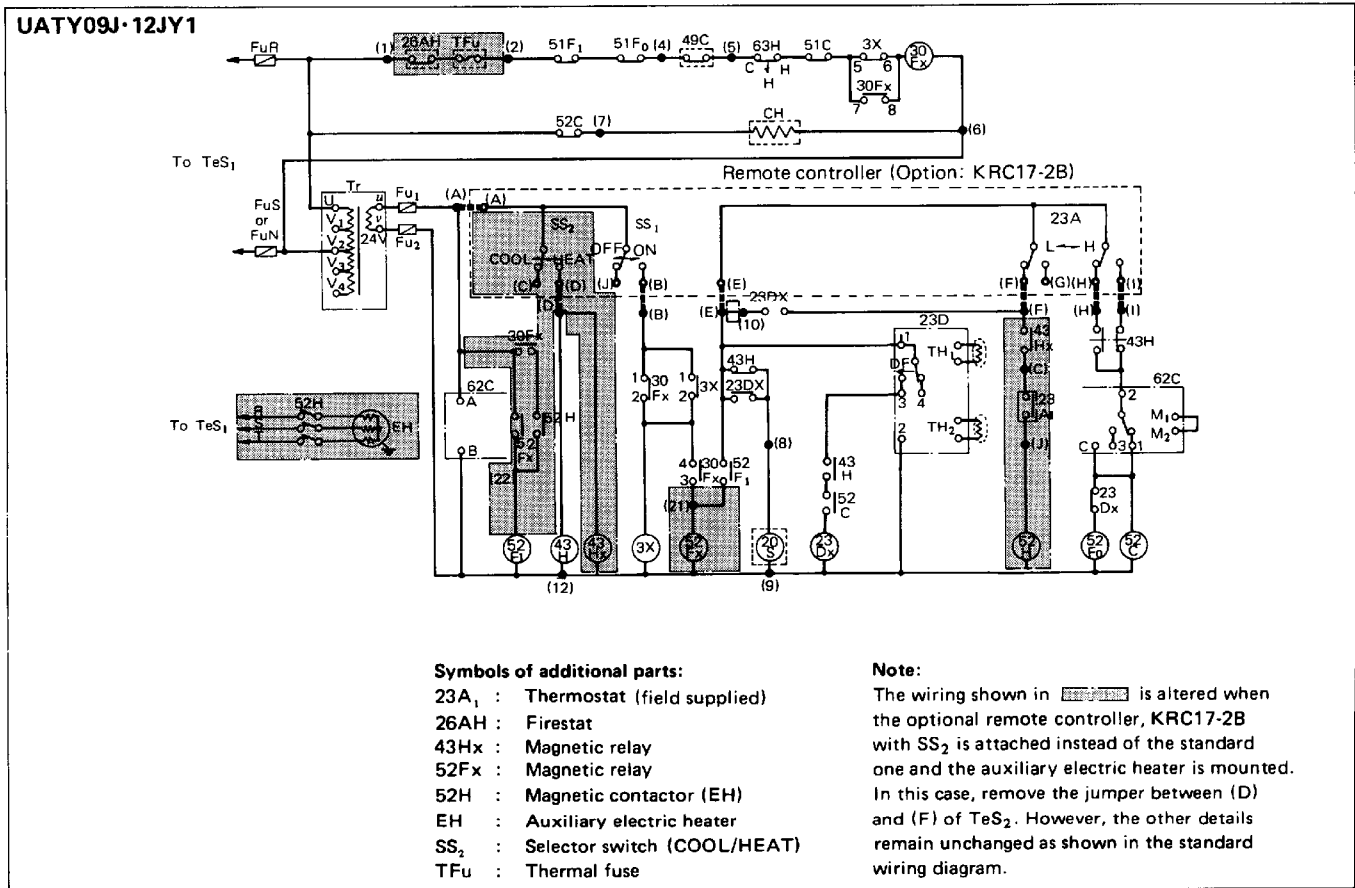 UATY09J·12JY1
FuR
(1) 26AH TFu (2) 51F1 51F0 (4) 49C (5) 63H 51C 3X 30 Fx
C H 5 6
H 30Fx
7 8
52C (7) CH (6)
To TeS1
Remote controller (Option: KRC17-2B)
FuS
or
FuN
Tr
U u Fu1 (A) (A)
V1 v
V2 24V Fu2
V3
V4
SS2 SS1 23A
OFF ON L H
COOL HEAT
(C) (D) (J) (B) (E) (F) (G) (H) (I)
(D) (B) (E) 23DX (F) (H) (I)
(10)
30Fx 23D 43 Hx 43H
62C 43H 1 TH1 (C) 62C
A 1 30 1 3X 23DX DF 23 A1 2 M1
52H 2 Fx 2 3 4 M2
To TeS1
R 52H
S EH
T
52 Fx (8) 2 TH2 (J) C 3 1
B 4 30 52 43 H 23 Dx
(22) 3 Fx F1 52 C
(21)
52 F1 43 H 43 Hx 3X 52 Fx 20 S 23 Dx 52 H 52 F0 52 C
(12) (9)
Symbols of additional parts:
23A1 : Thermostat (field supplied)
26AH : Firestat
43Hx : Magnetic relay
52Fx : Magnetic relay
52H : Magnetic contactor (EH)
EH : Auxiliary electric heater
SS2 : Selector switch (COOL/HEAT)
TFu : Thermal fuse
Note:
The wiring shown in is altered when
the optional remote controller, KRC17-2B
with SS2 is attached instead of the standard
one and the auxiliary electric heater is mounted.
In this case, remove the jumper between (D)
and (F) of TeS2. However, the other details
remain unchanged as shown in the standard
wiring diagram.